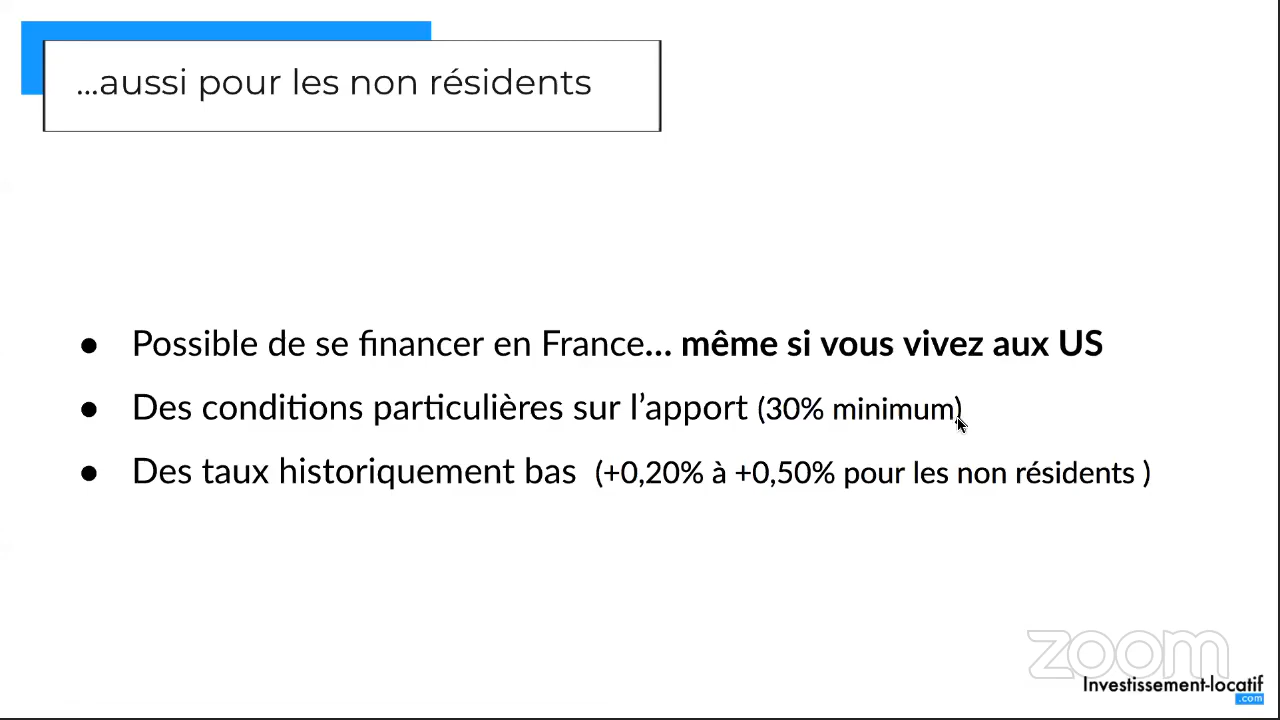 ...aussi pour les non résidents
● Possible de se financer en France... même si vous vivez aux US
● Des conditions particulières sur l'apport (30% minimum)
● Des taux historiquement bas (+0,20% à +0,50% pour les non résidents )
zoom
Investissement-locatif
.com